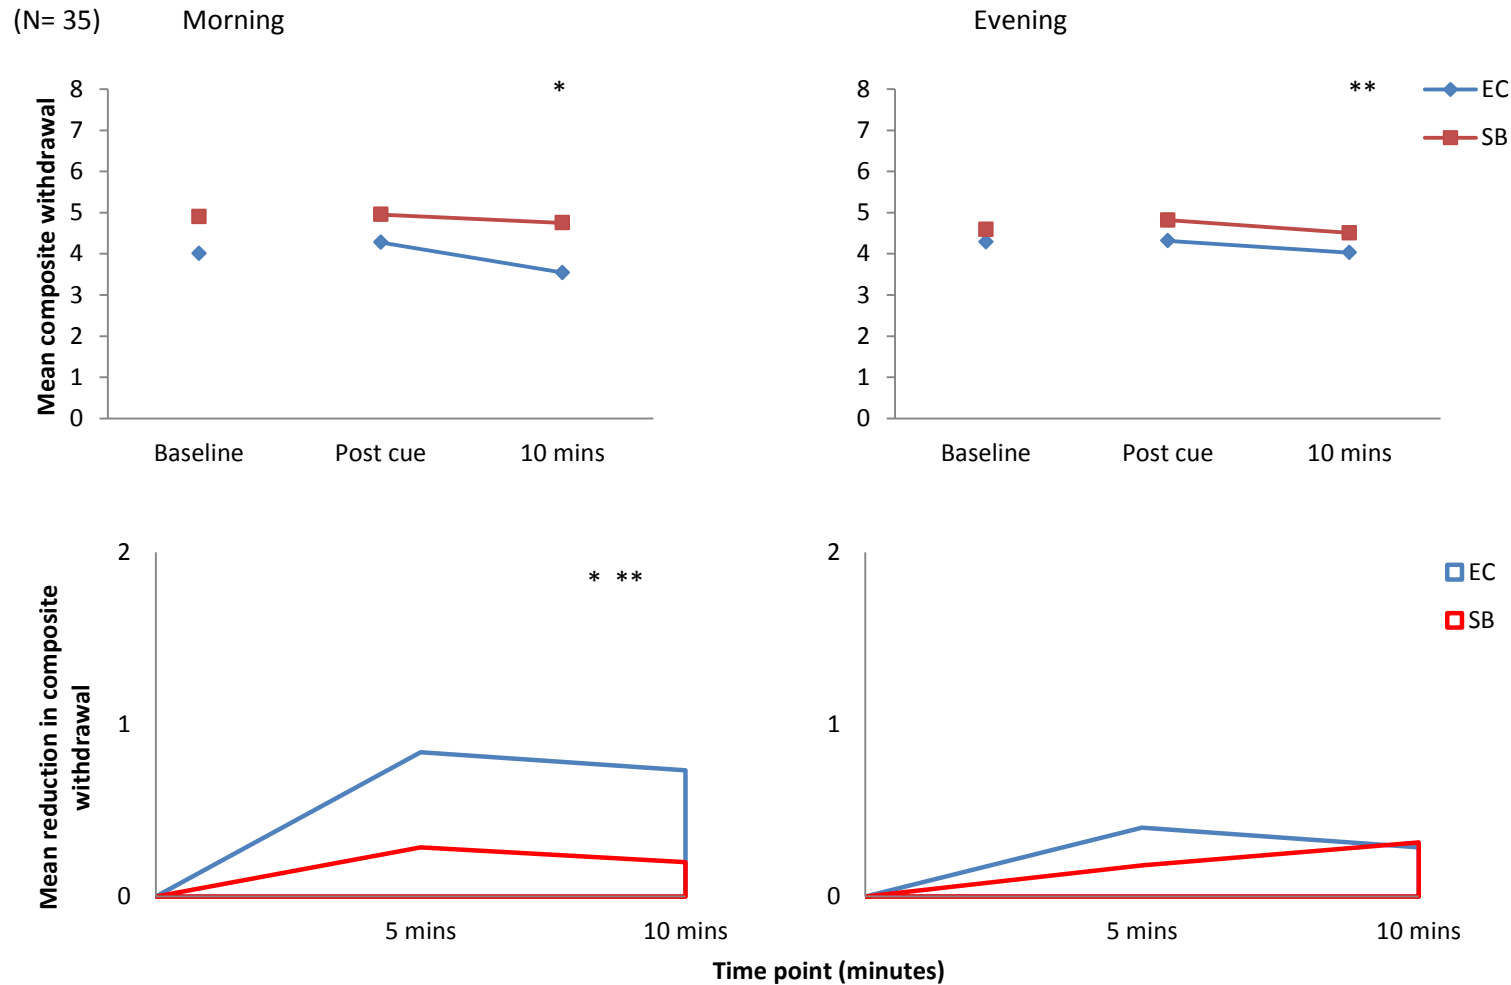 (N= 35)
Morning
Evening
Mean composite withdrawal
8
7
6
5
4
3
2
1
0
*
Baseline
Post cue
10 mins
8
7
6
5
4
3
2
1
0
**
EC
SB
Baseline
Post cue
10 mins
Mean reduction in composite
withdrawal
2
1
0
* **
5 mins
10 mins
2
1
0
EC
SB
5 mins
10 mins
Time point (minutes)